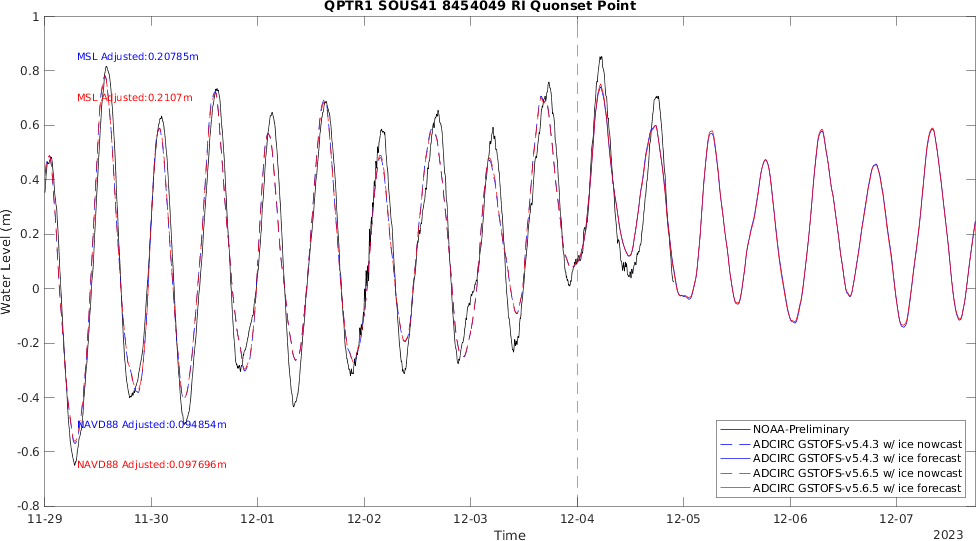 QPTR1 SOUS41 8454049 RI Quonset Point
1
0.8
0.6
0.4
0.2
0
-0.2
-0.4
-0.6
-0.8
Water Level (m)
MSL Adjusted:0.20785m
MSL Adjusted:0.2107m
NAVD88 Adjusted:0.094854m
NAVD88 Adjusted:0.097696m
NOAA-Preliminary
ADCIRC GSTOFS-v5.4.3 w/ ice nowcast
ADCIRC GSTOFS-v5.4.3 w/ ice forecast
ADCIRC GSTOFS-v5.6.5 w/ ice nowcast
ADCIRC GSTOFS-v5.6.5 w/ ice forecast
11-29 11-30 12-01 12-02 12-03 12-04 12-05 12-06 12-07
Time
2023